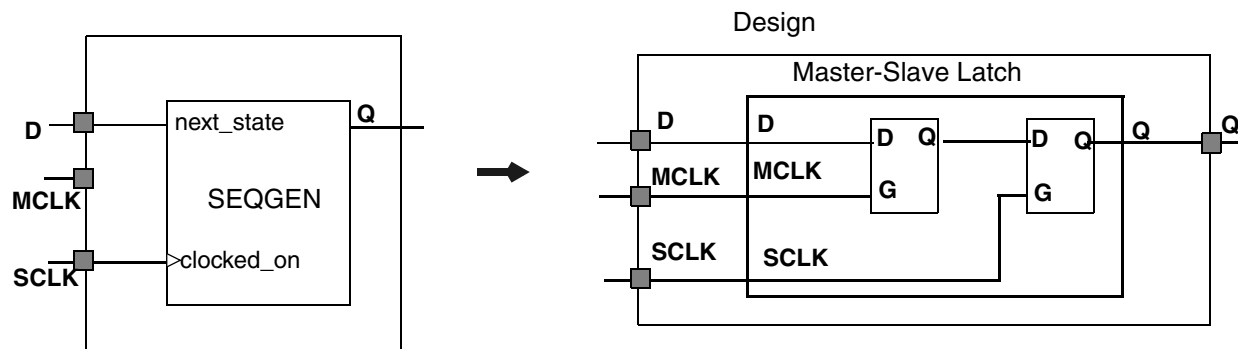 Design
Master-Slave Latch
D
next_state
Q
MCLK
SEQGEN
SCLK
clocked_on
D
D
D
Q
D
Q
Q
Q
MCLK
MCLK
G
G
SCLK
SCLK